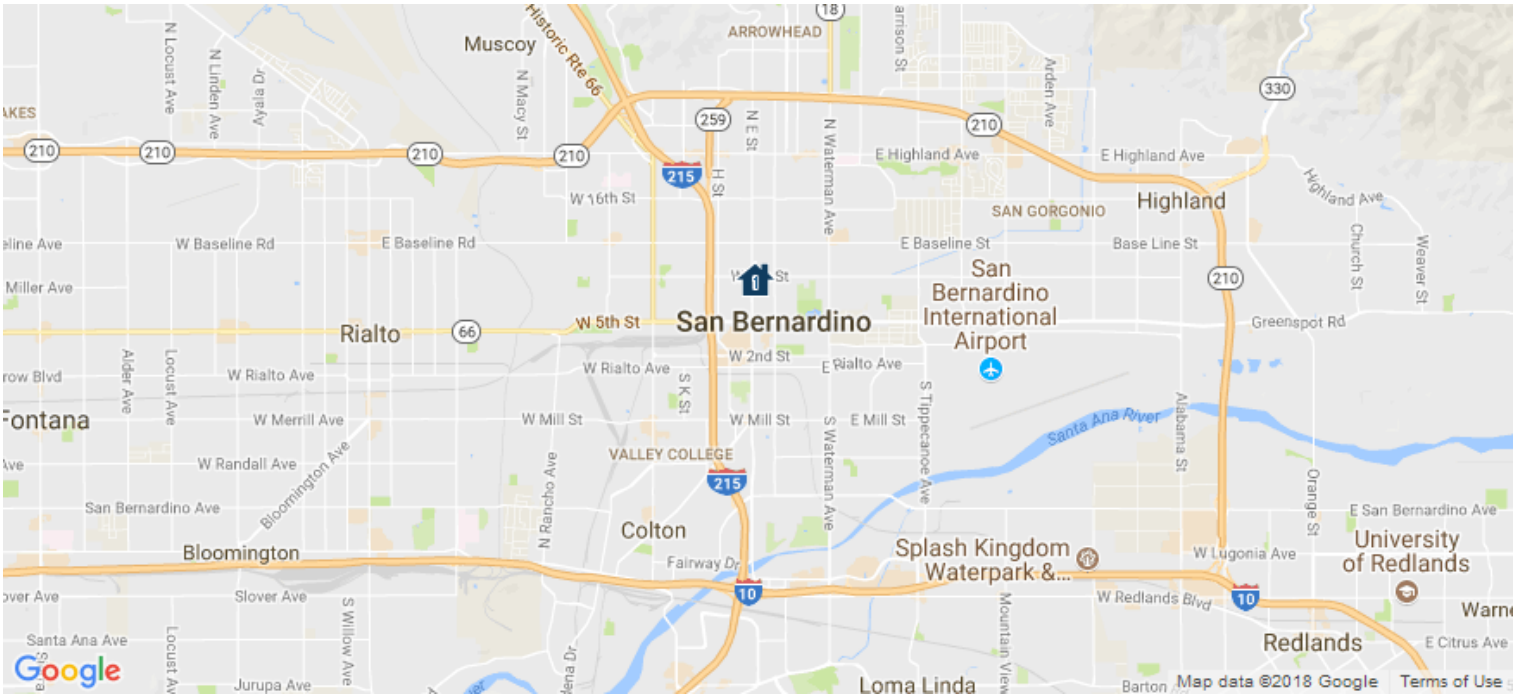 18
arrison St
ARROWHEAD
Historic Rte 66
Muscoy
N Locust Ave
N Linden Ave
Ayala Dr
N Macy St
Arden Ave
330
AKES
259
N E St
N Waterman Ave
210
210
210
210
210
E Highland Ave
E Highland Ave
215
H St
Highland Ave
W 16th St
Highland
SAN GORGONIO
eline Ave
W Baseline Rd
E Baseline Rd
E Baseline St
Base Line St
Church St
Weaver St
1
St
San
Bernardino
International
Airport
210
Miller Ave
W 5th St
San Bernardino
Greenspot Rd
Rialto
66
W 2nd St
E Rialto Ave
W Rialto Ave
W Rialto Ave
row Blvd
Alder Ave
Locust Ave
S K St
S Tippecanoe Ave
Alabama St
Fontana
W Merrill Ave
W Mill St
W Mill St
E Mill St
Santa Ana River
S Waterman Ave
VALLEY COLLEGE
Ave
W Randall Ave
Bloomington Ave
215
N Rancho Ave
Orange St
San Bernardino Ave
E San Bernardino Ave
Colton
Bloomington
Fairway Dr
Splash Kingdom
Waterpark &...
W Lugonia Ave
University
of Redlands
10
10
over Ave
Slover Ave
S Willow Ave
Mountain View
W Redlands Blvd
Warne
Santa Ana Ave
Locust Av
ena Dr
Redlands
E Citrus Ave
Google
Jurupa Ave
ver
Loma Linda
Barton
Map data ©2018 Google
Terms of Use